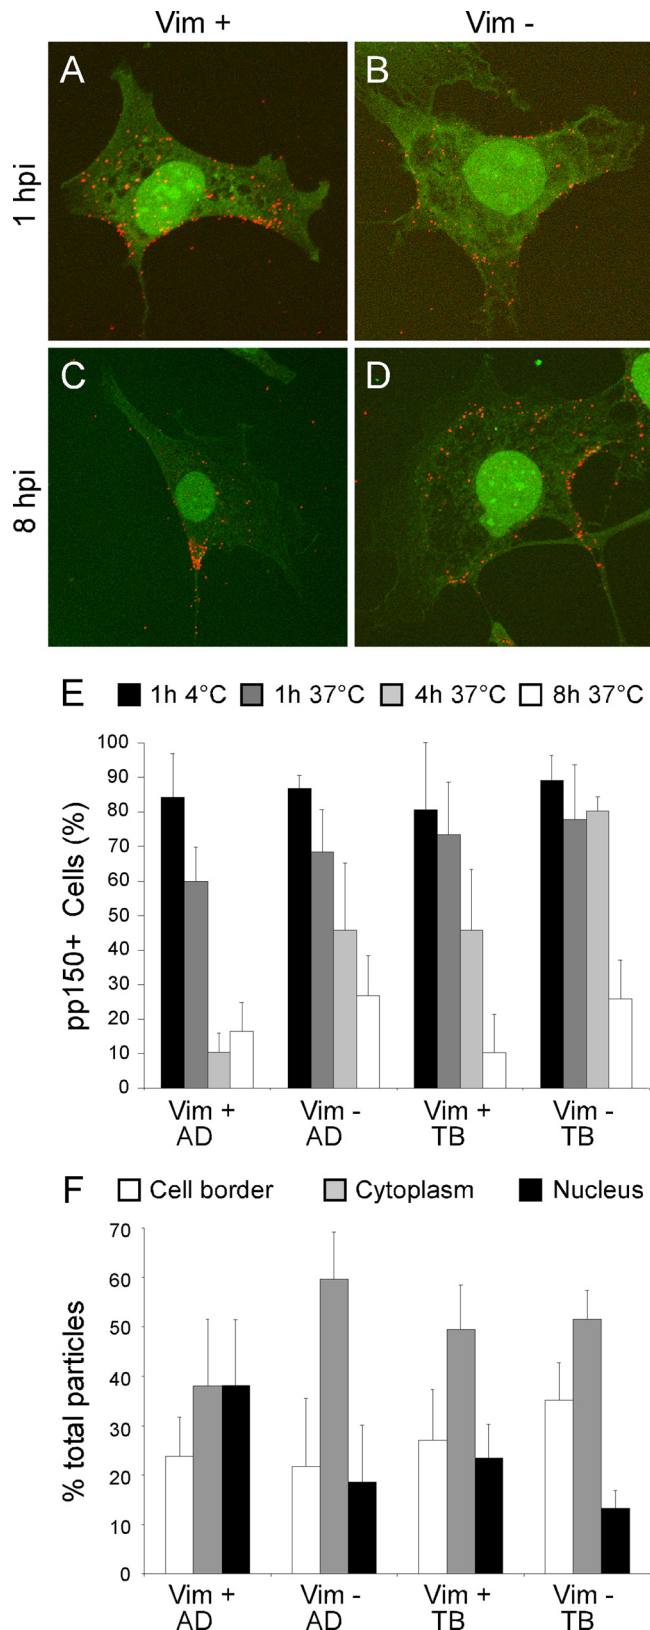 Vim + Vim -
A B
1 hpi
C D
8 hpi
E 1h 4°C 1h 37°C 4h 37°C 8h 37°C
100
90
80
70
60
50
40
30
20
10
0
pp150+ Cells (%)
Vim + Vim - Vim + Vim -
AD AD TB TB
F Cell border Cytoplasm Nucleus
70
60
50
40
30
20
10
0
% total particles
Vim + Vim - Vim + Vim -
AD AD TB TB